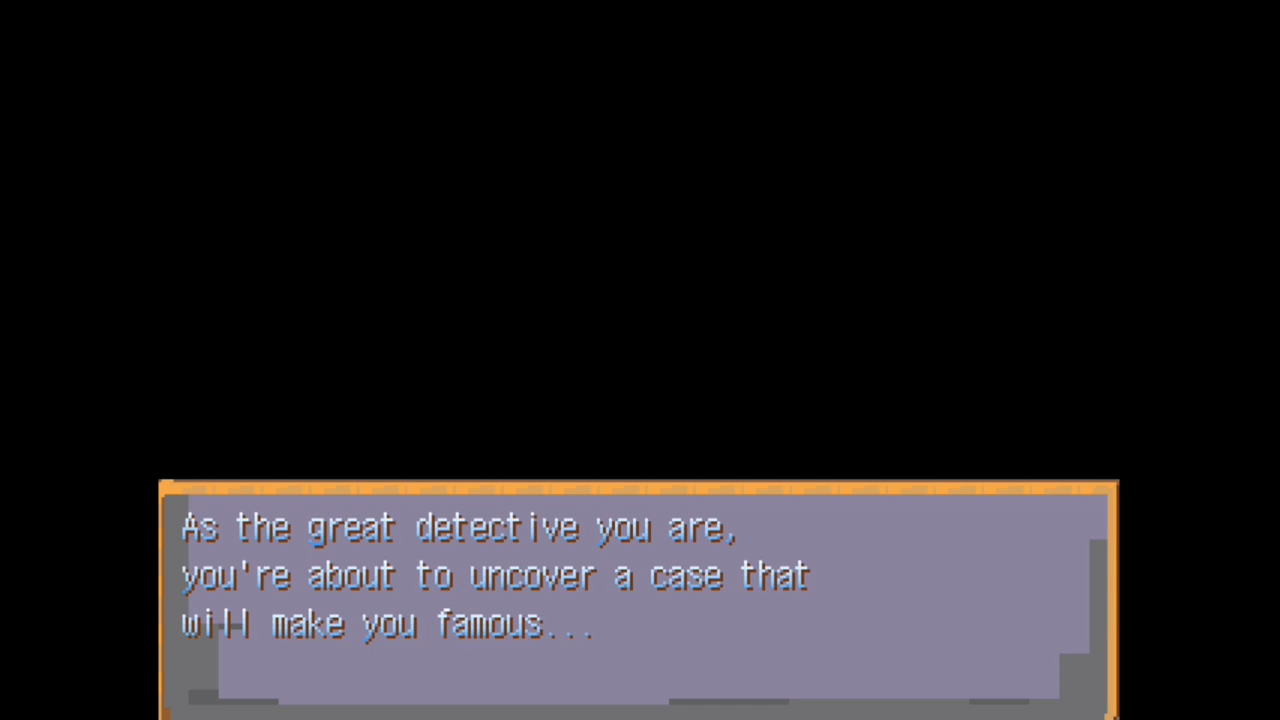 As the great detective you are,
you're about to uncover a case that
will make you famous...